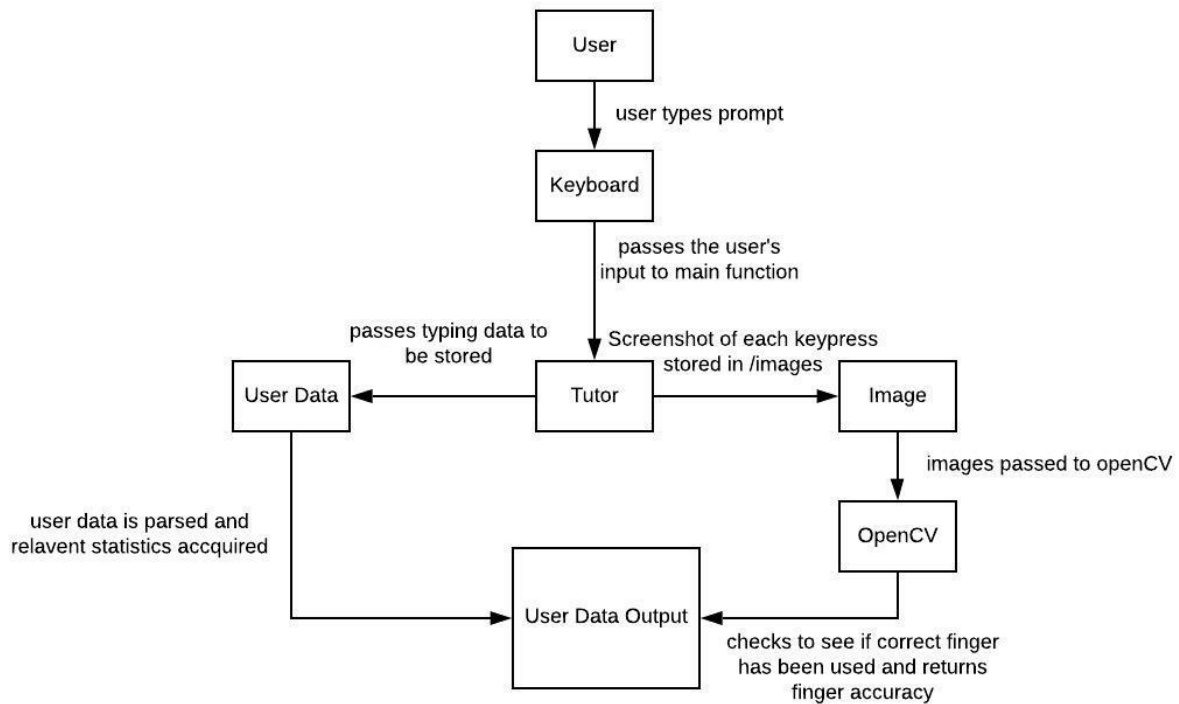 User
user types prompt
Keyboard
passes the user's
input to main function
passes typing data to
be stored
Screenshot of each keypress
stored in /images
User Data
Tutor
Image
images passed to openCV
user data is parsed and
relavent statistics accquired
OpenCV
User Data Output
checks to see if correct finger
has been used and returns
finger accuracy